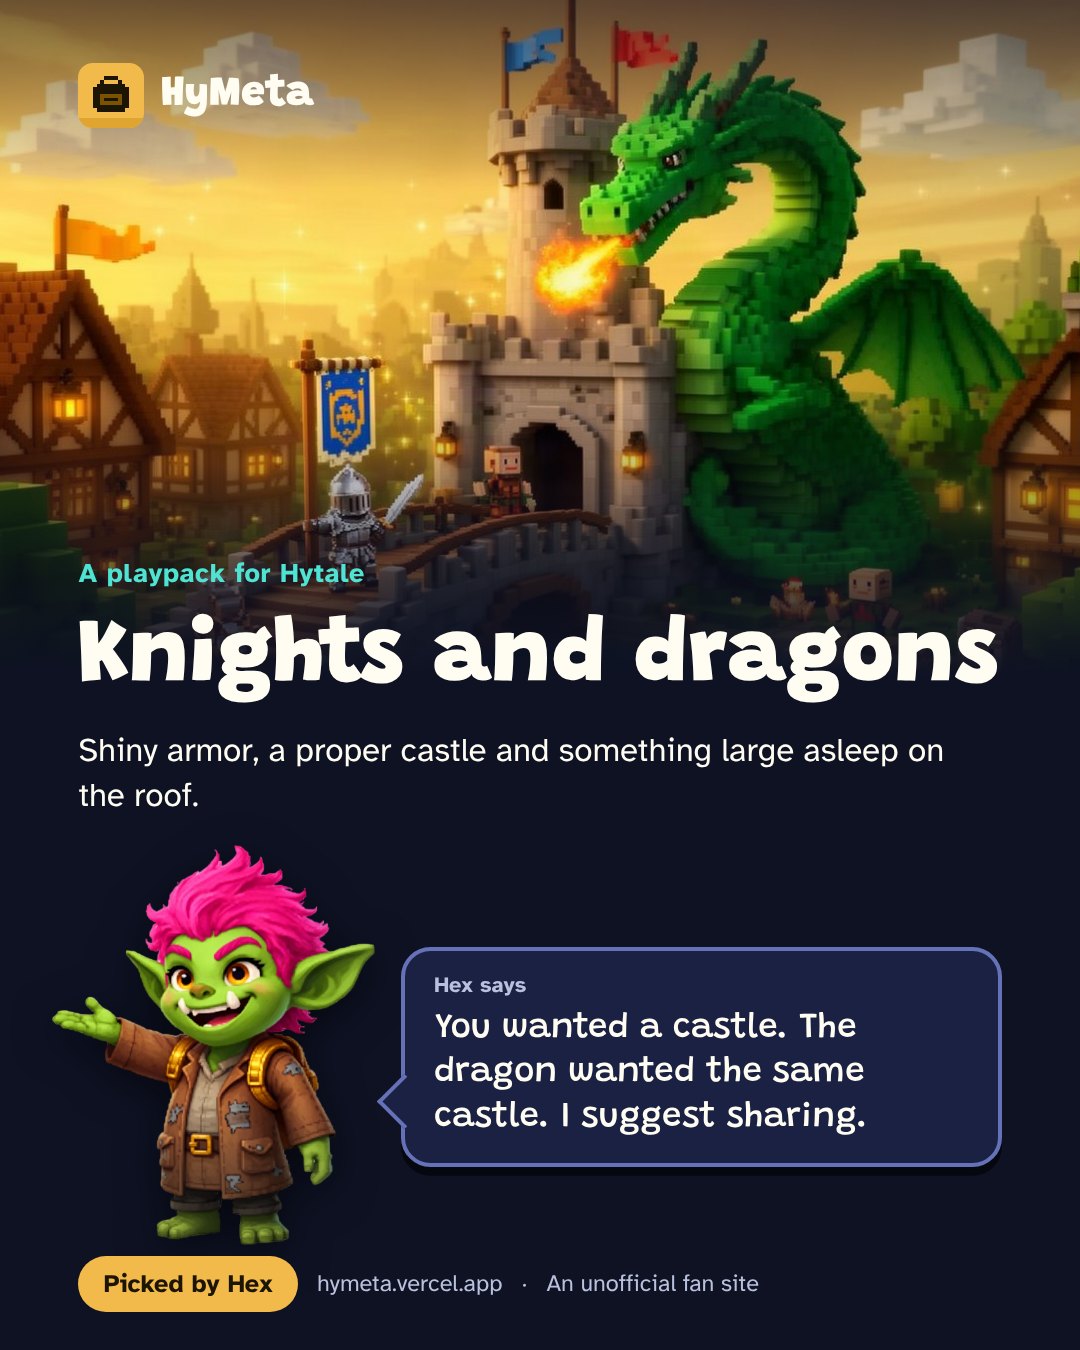 HyMeta
A playpack for Hytale
Knights and dragons
Shiny armor, a proper castle and something large asleep on
the roof.
Hex says
You wanted a castle. The
dragon wanted the same
castle. I suggest sharing.
Picked by Hex
hymeta.vercel.app · An unofficial fan site